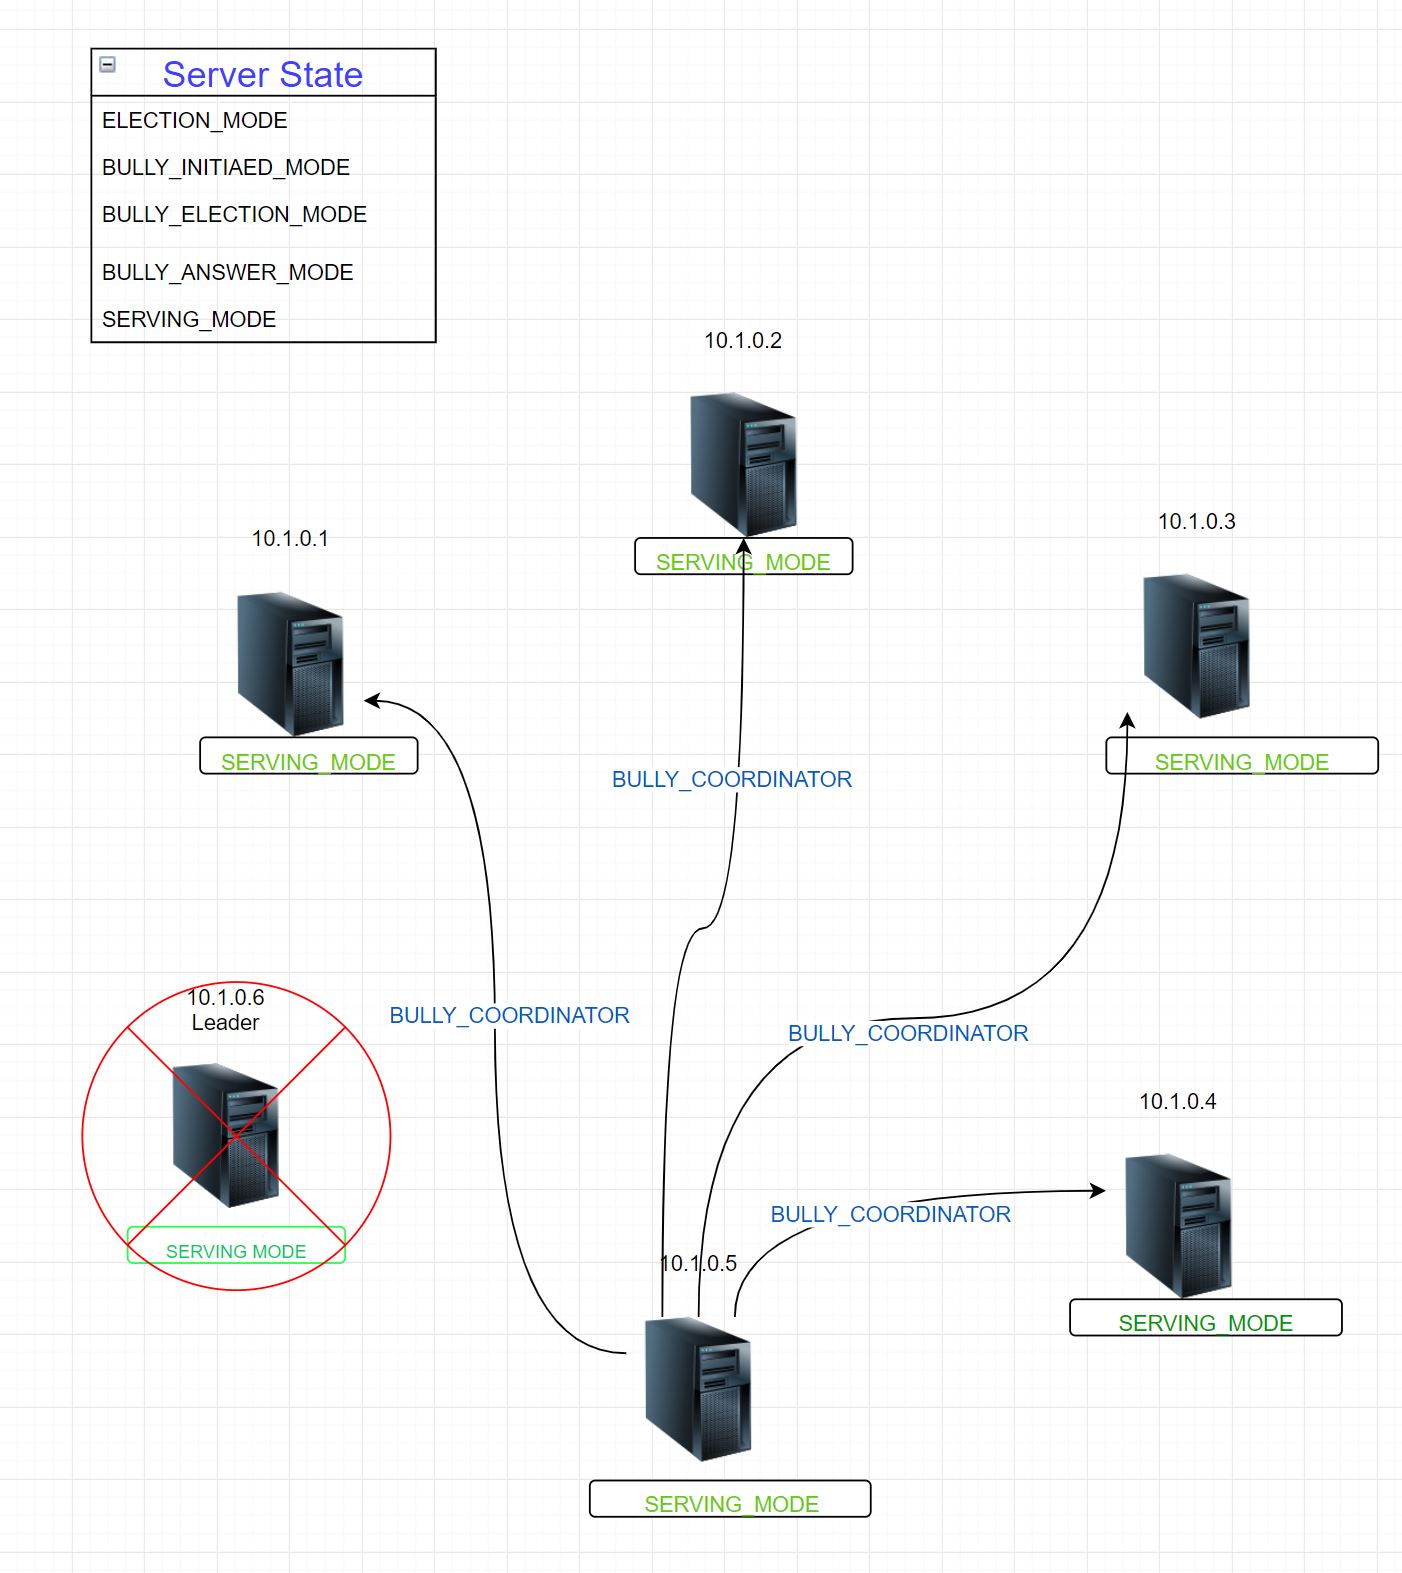 Server State
ELECTION_MODE
BULLY_INITIAED_MODE
BULLY_ELECTION_MODE
BULLY_ANSWER_MODE
SERVING_MODE
10.1.0.2
SERVING_MODE
10.1.0.1
SERVING_MODE
10.1.0.3
SERVING_MODE
BULLY_COORDINATOR
10.1.0.6
Leader
SERVING MODE
BULLY_COORDINATOR
BULLY_COORDINATOR
10.1.0.4
SERVING_MODE
BULLY_COORDINATOR
10.1.0.5
SERVING_MODE